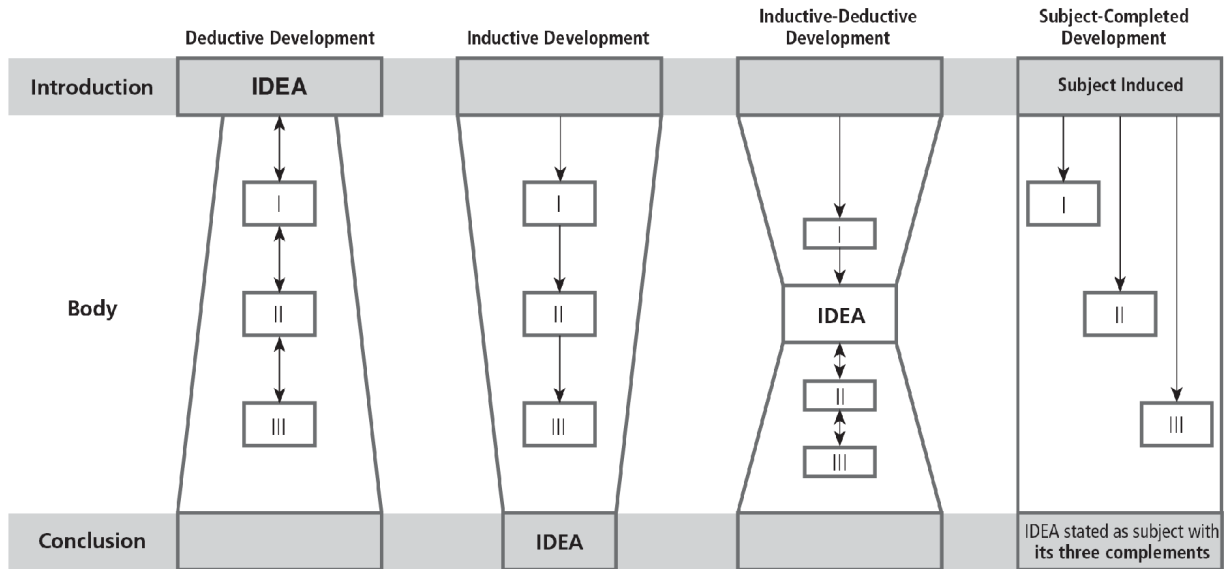 Deductive Development
Inductive Development
Inductive-Deductive
Development
Subject-Completed
Development
Introduction
IDEA
Subject Induced
Body
I
II
III
I
II
III
I
IDEA
II
III
I
II
III
Conclusion
IDEA
IDEA stated as subject with
its three complements